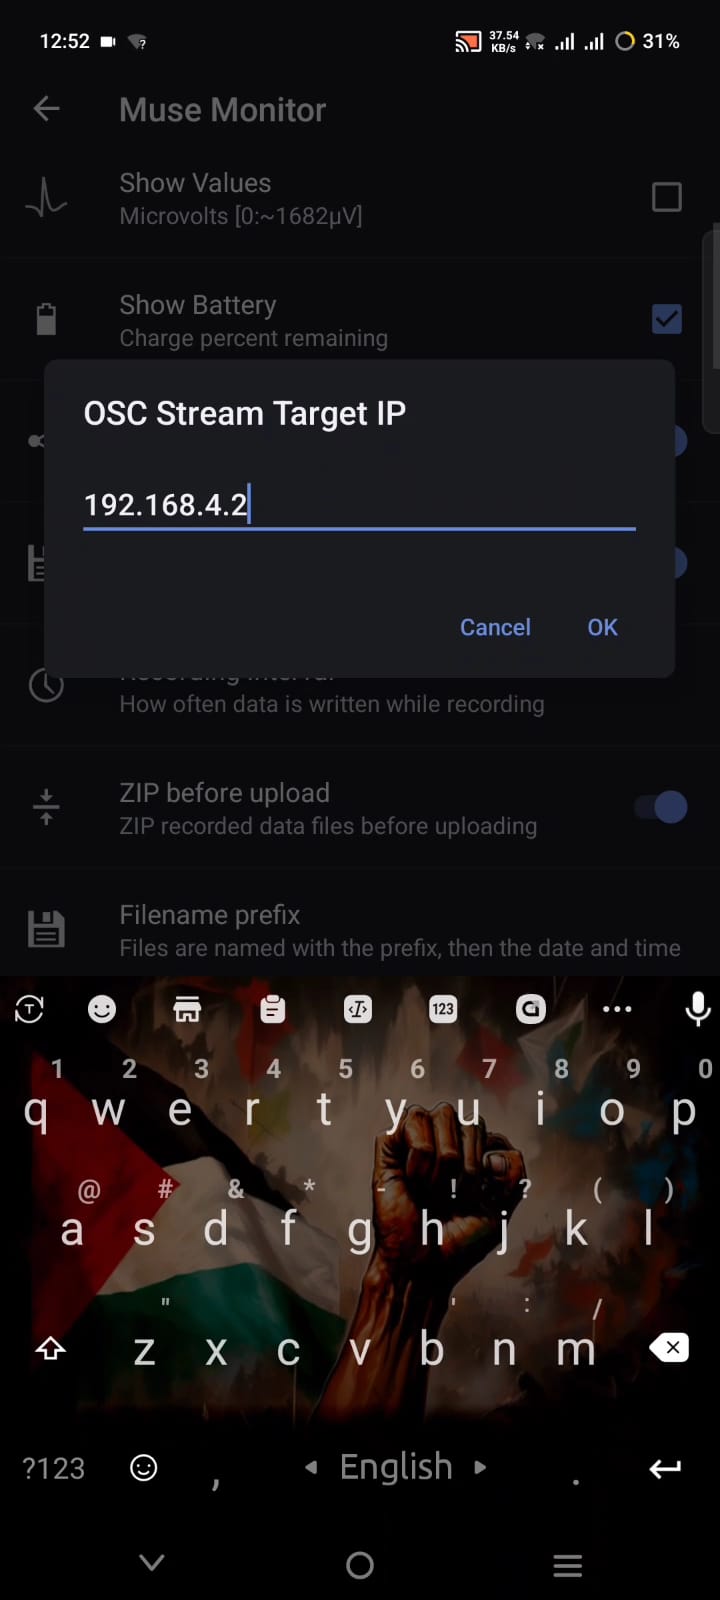 12:52
37.54
KB/s
31%
Muse Monitor
Show Values
Microvolts [0:~1682µV]
Show Battery
Charge percent remaining
OSC Stream Target IP
192.168.4.2
Cancel OK
Recording interval
How often data is written while recording
ZIP before upload
ZIP recorded data files before uploading
Filename prefix
Files are named with the prefix, then the date and time
123
1 2 3 4 5 6 7 8 9 0
q w e r t y u i o p
@ # & * - ! ? ( )
a s d f g h j k l
" ' : /
z x c v b n m
?123 , English .